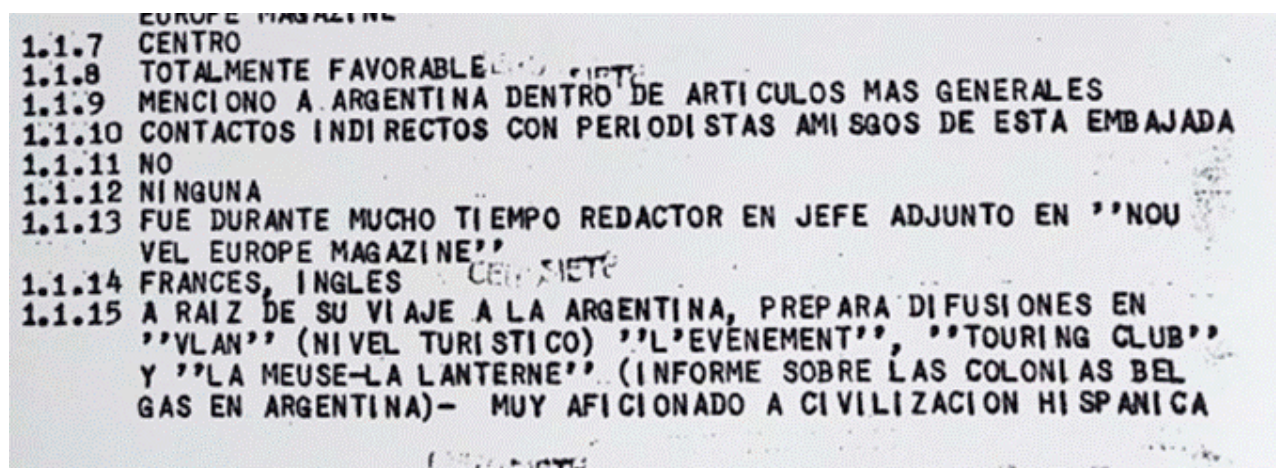 EUROPE MAGAZINE
1.1.7 CENTRO
1.1.8 TOTALMENTE FAVORABLE
SIETE
1.1.9 MENCIONO A ARGENTINA DENTRO DE ARTICULOS MAS GENERALES
1.1.10 CONTACTOS INDIRECTOS CON PERIODISTAS AMISGOS DE ESTA EMBAJADA
1.1.11 NO
1.1.12 NINGUNA
1.1.13 FUE DURANTE MUCHO TIEMPO REDACTOR EN JEFE ADJUNTO EN ''NOU
VEL EUROPE MAGAZINE''
1.1.14 FRANCES, INGLES
SIETE
1.1.15 A RAIZ DE SU VIAJE A LA ARGENTINA, PREPARA DIFUSIONES EN
''VLAN'' (NIVEL TURISTICO) ''L'EVENEMENT'', ''TOURING CLUB''
Y ''LA MEUSE-LA LANTERNE'' (INFORME SOBRE LAS COLONIAS BEL
GAS EN ARGENTINA)- MUY AFICIONADO A CIVILIZACION HISPANICA